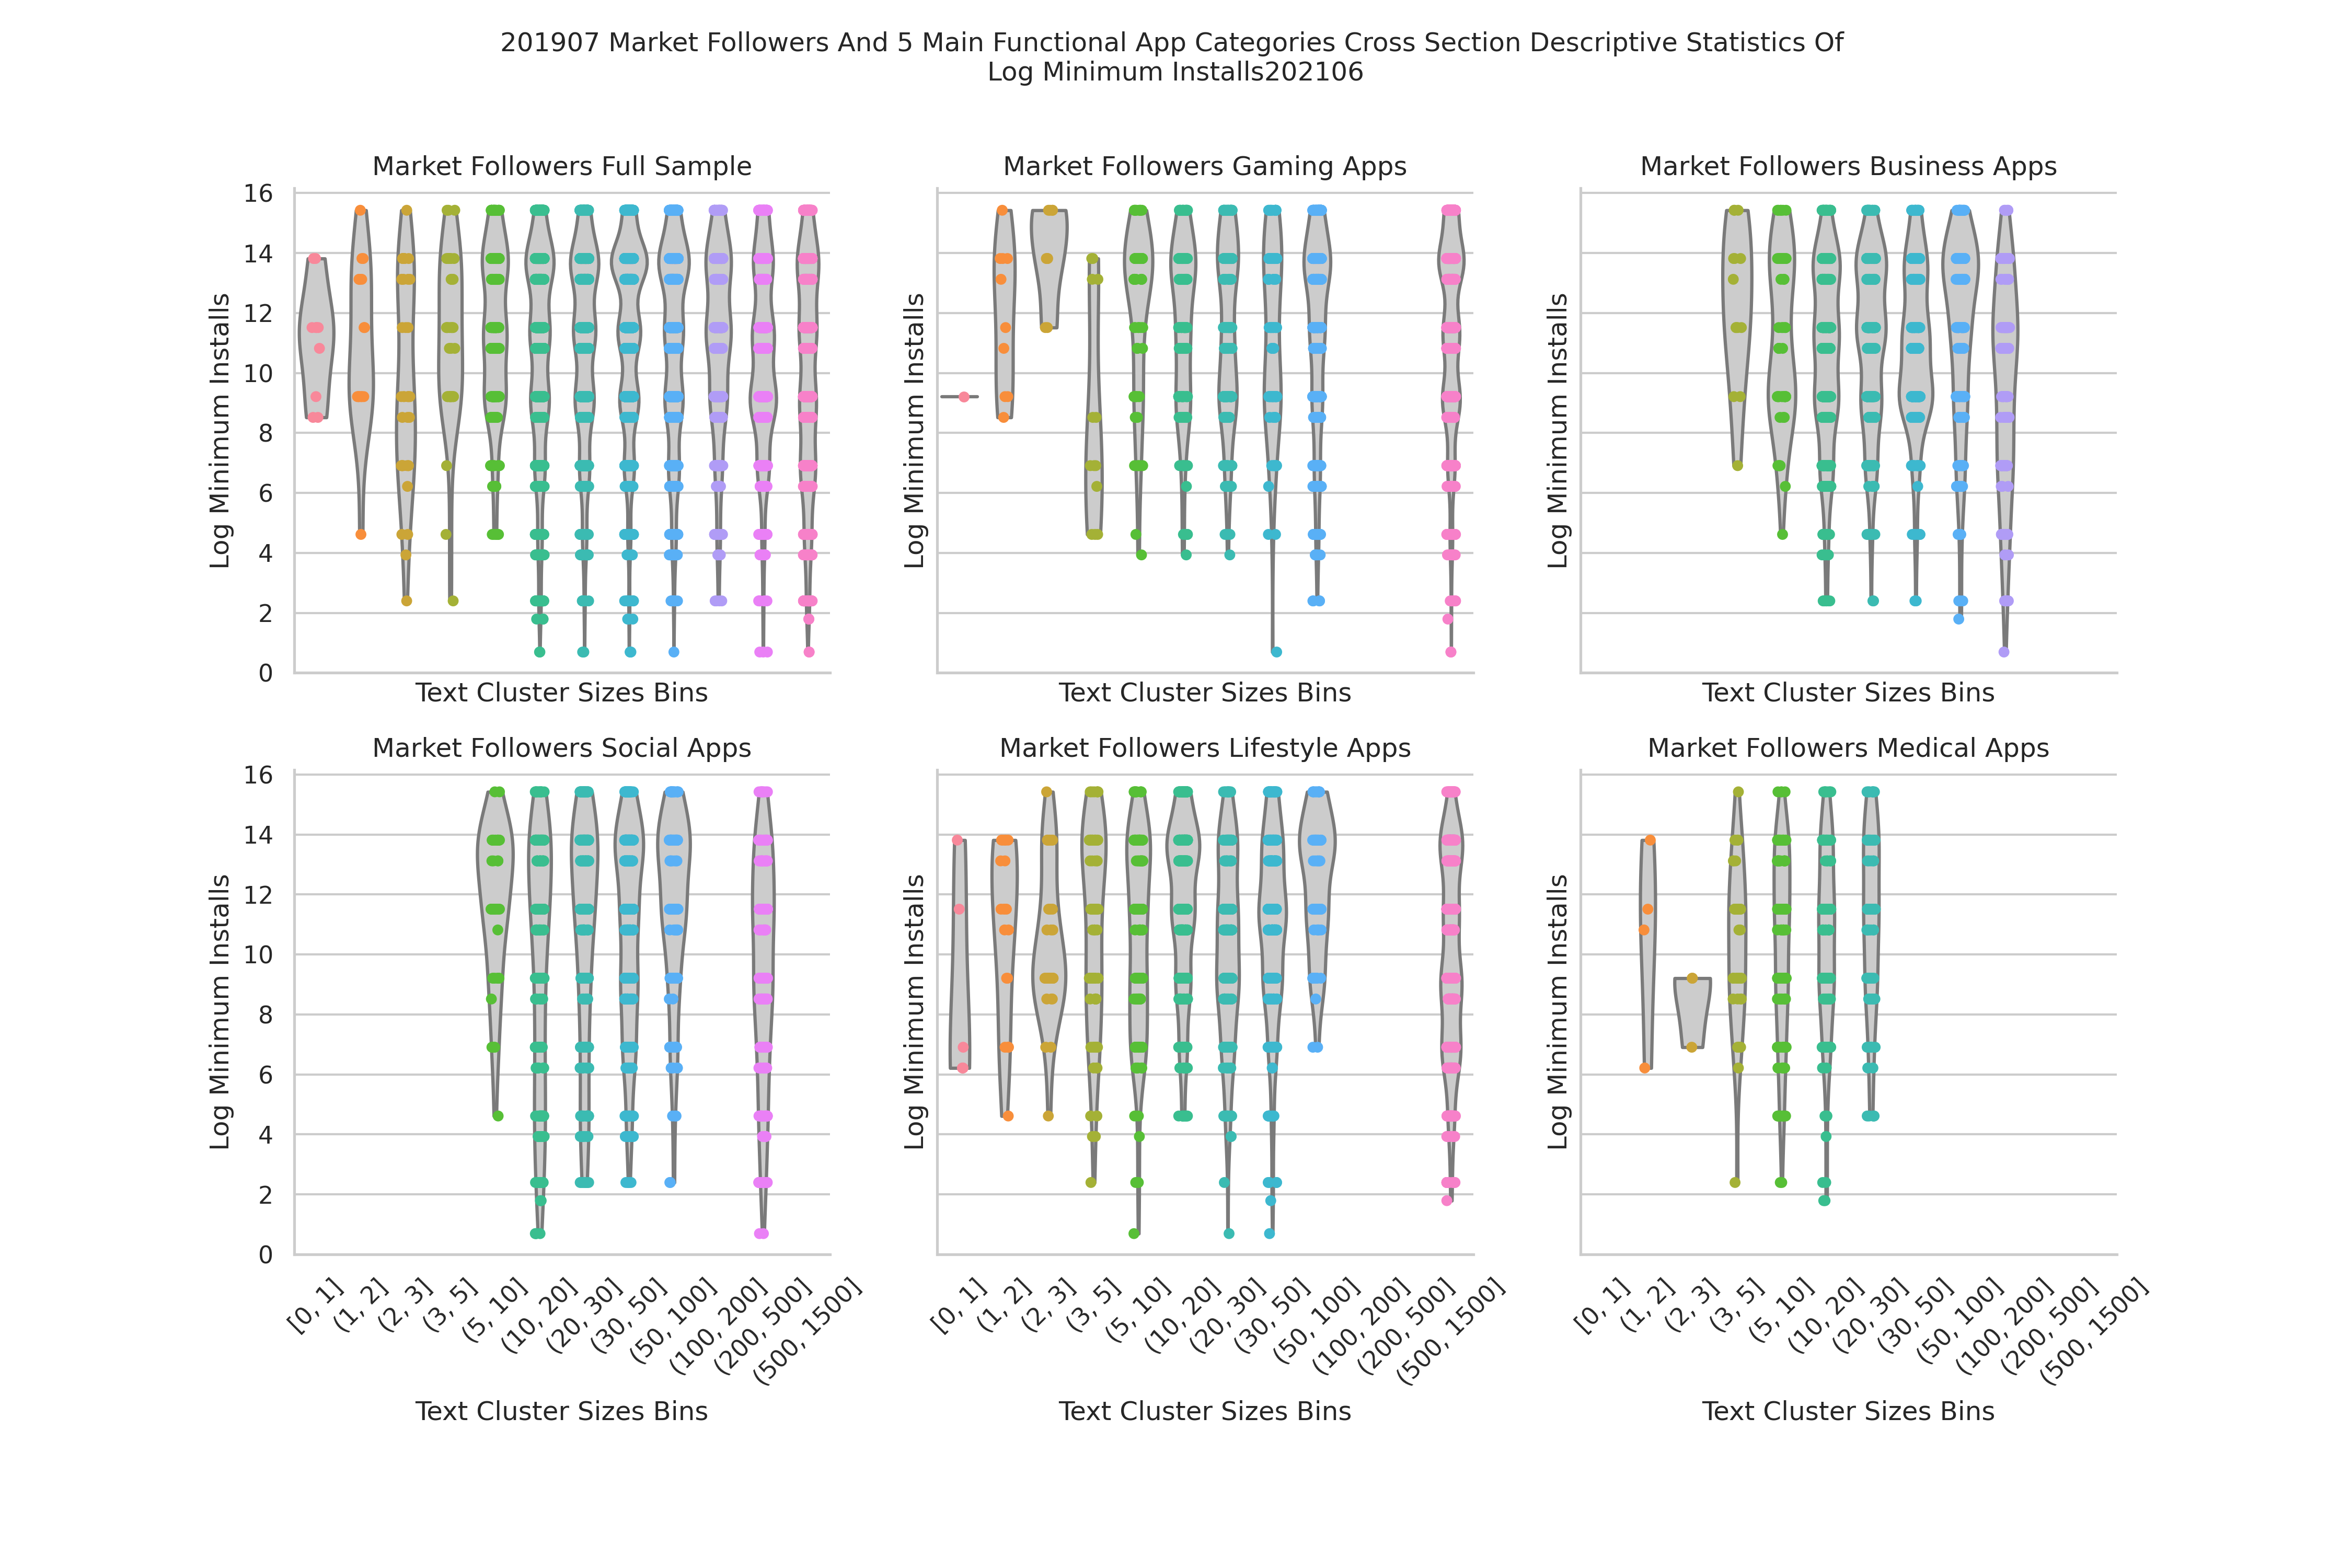 201907 Market Followers And 5 Main Functional App Categories Cross Section Descriptive Statistics Of
Log Minimum Installs202106
Market Followers Full Sample
Market Followers Gaming Apps
Market Followers Business Apps
Log Minimum Installs
16
14
12
10
8
6
4
2
0
Log Minimum Installs
Log Minimum Installs
Text Cluster Sizes Bins
Text Cluster Sizes Bins
Text Cluster Sizes Bins
Market Followers Social Apps
Market Followers Lifestyle Apps
Market Followers Medical Apps
Log Minimum Installs
16
14
12
10
8
6
4
2
0
Log Minimum Installs
Log Minimum Installs
[0, 1]
(1, 2]
(2, 3]
(3, 5]
(5, 10]
(10, 20]
(20, 30]
(30, 50]
(50, 100]
(100, 200]
(200, 500]
(500, 1500]
[0, 1]
(1, 2]
(2, 3]
(3, 5]
(5, 10]
(10, 20]
(20, 30]
(30, 50]
(50, 100]
(100, 200]
(200, 500]
(500, 1500]
[0, 1]
(1, 2]
(2, 3]
(3, 5]
(5, 10]
(10, 20]
(20, 30]
(30, 50]
(50, 100]
(100, 200]
(200, 500]
(500, 1500]
Text Cluster Sizes Bins
Text Cluster Sizes Bins
Text Cluster Sizes Bins